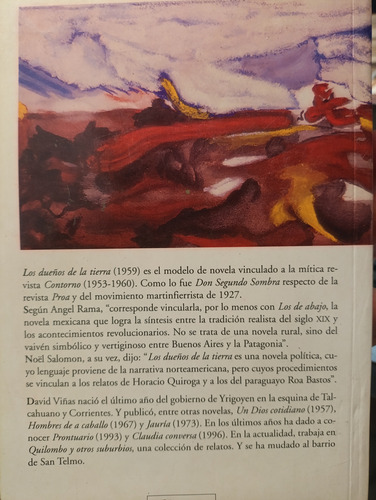 Los dueños de la tierra (1959) es el modelo de novela vinculado a la mítica re-
vista Contorno (1953-1960). Como lo fue Don Segundo Sombra respecto de la
revista Proa y del movimiento martinfierrista de 1927.
Según Angel Rama, "corresponde vincularla, por lo menos con Los de abajo, la
novela mexicana que logra la síntesis entre la tradición realista del siglo XIX y
los acontecimientos revolucionarios. No se trata de una novela rural, sino del
vaivén simbólico y vertiginoso entre Buenos Aires y la Patagonia".
Noël Salomon, a su vez, dijo: "Los dueños de la tierra es una novela política, cu-
yo lenguaje proviene de la narrativa norteamericana, pero cuyos procedimientos
se vinculan a los relatos de Horacio Quiroga y a los del paraguayo Roa Bastos".
David Viñas nació el último año del gobierno de Yrigoyen en la esquina de Tal-
cahuano y Corrientes. Y publicó, entre otras novelas, Un Dios cotidiano (1957),
Hombres de a caballo (1967) y Jauría (1973). En los últimos años ha dado a co-
nocer Prontuario (1993) y Claudia conversa (1996). En la actualidad, trabaja en
Quilombo y otros suburbios, una colección de relatos. Y se ha mudado al barrio
de San Telmo.